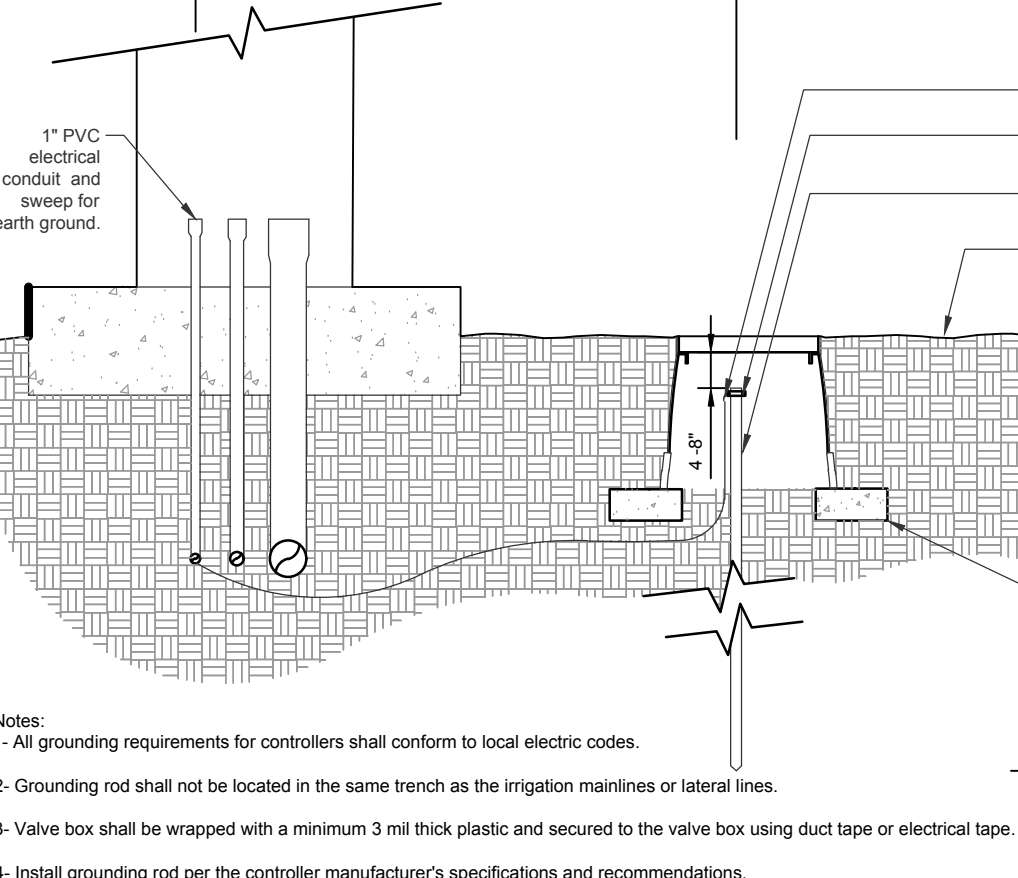 1" PVC
electrical
conduit and
sweep for
earth ground.
4 -8"
Notes:
- All grounding requirements for controllers shall conform to local electric codes.
2- Grounding rod shall not be located in the same trench as the irrigation mainlines or lateral lines.
3- Valve box shall be wrapped with a minimum 3 mil thick plastic and secured to the valve box using duct tape or electrical tape.
4- Install grounding rod per the controller manufacturer's specifications and recommendations.